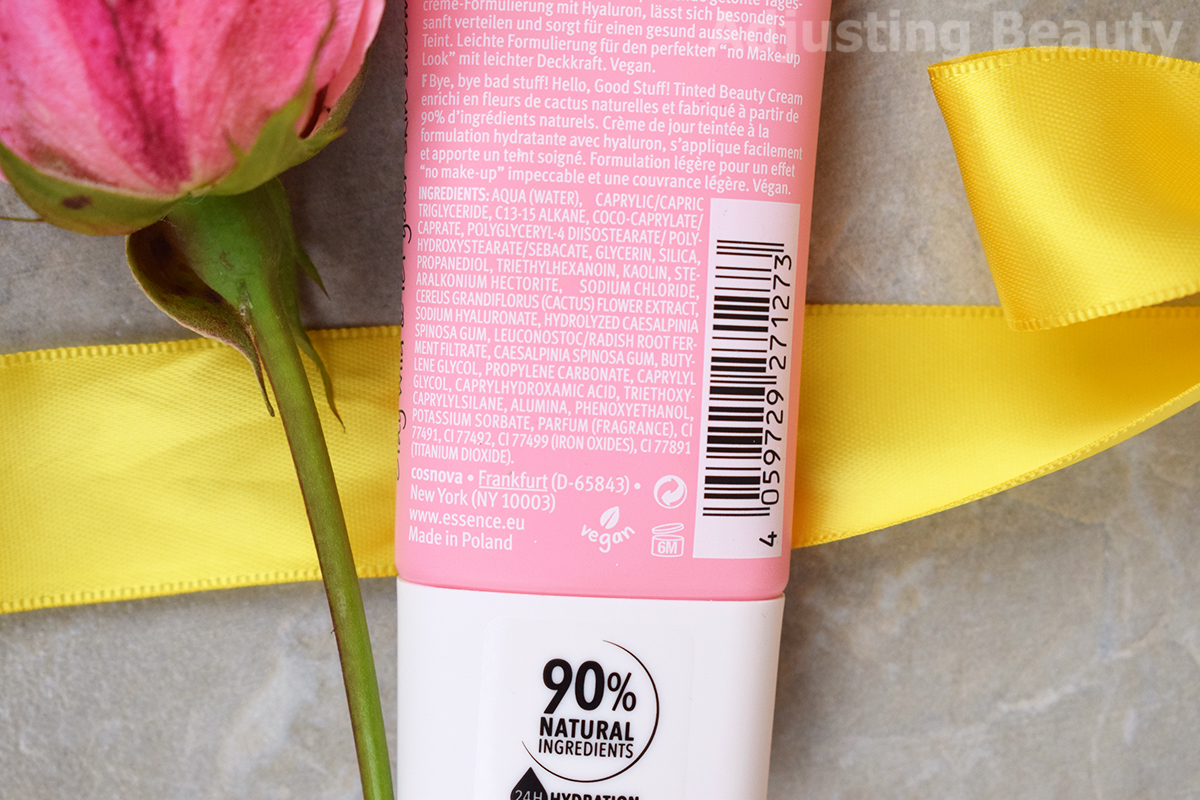 Adjusting Beauty
creme-Formulierung mit Hyaluron, lässt sich besonders
sanft verteilen und sorgt für einen gesund aussehenden
Teint. Leichte Formulierung für den perfekten “no Make-up
Look” mit leichter Deckkraft. Vegan.
F Bye, bye bad stuff! Hello, Good Stuff! Tinted Beauty Cream
enrichi en fleurs de cactus naturelles et fabriqué à partir de
90% d’ingrédients naturels. Crème de jour teintée à la
formulation hydratante avec hyaluron, s’applique facilement
et apporte un teint soigné. Formulation légère pour un effet
“no make-up” impeccable et une couvrance légère. Végan.
INGREDIENTS: AQUA (WATER), CAPRYLIC/CAPRIC
TRIGLYCERIDE, C13-15 ALKANE, COCO-CAPRYLATE/
CAPRATE, POLYGLYCERYL-4 DIISOSTEARATE/ POLY-
HYDROXYSTEARATE/SEBACATE, GLYCERIN, SILICA,
PROPANEDIOL, TRIETHYLHEXANOIN, KAOLIN, STE-
ARALKONIUM HECTORITE, SODIUM CHLORIDE,
CEREUS GRANDIFLORUS (CACTUS) FLOWER EXTRACT,
SODIUM HYALURONATE, HYDROLYZED CAESALPINIA
SPINOSA GUM, LEUCONOSTOC/RADISH ROOT FER-
MENT FILTRATE, CAESALPINIA SPINOSA GUM, BUTY-
LENE GLYCOL, PROPYLENE CARBONATE, CAPRYLYL
GLYCOL, CAPRYLHYDROXAMIC ACID, TRIETHOXY-
CAPRYLYLSILANE, ALUMINA, PHENOXYETHANOL,
POTASSIUM SORBATE, PARFUM (FRAGRANCE), CI
77491, CI 77492, CI 77499 (IRON OXIDES), CI 77891
(TITANIUM DIOXIDE).
cosnova • Frankfurt (D-65843) •
New York (NY 10003)
www.essence.eu
Made in Poland
vegan
6M
4 059729 271273
90%
NATURAL
INGREDIENTS
24H HYDRATION